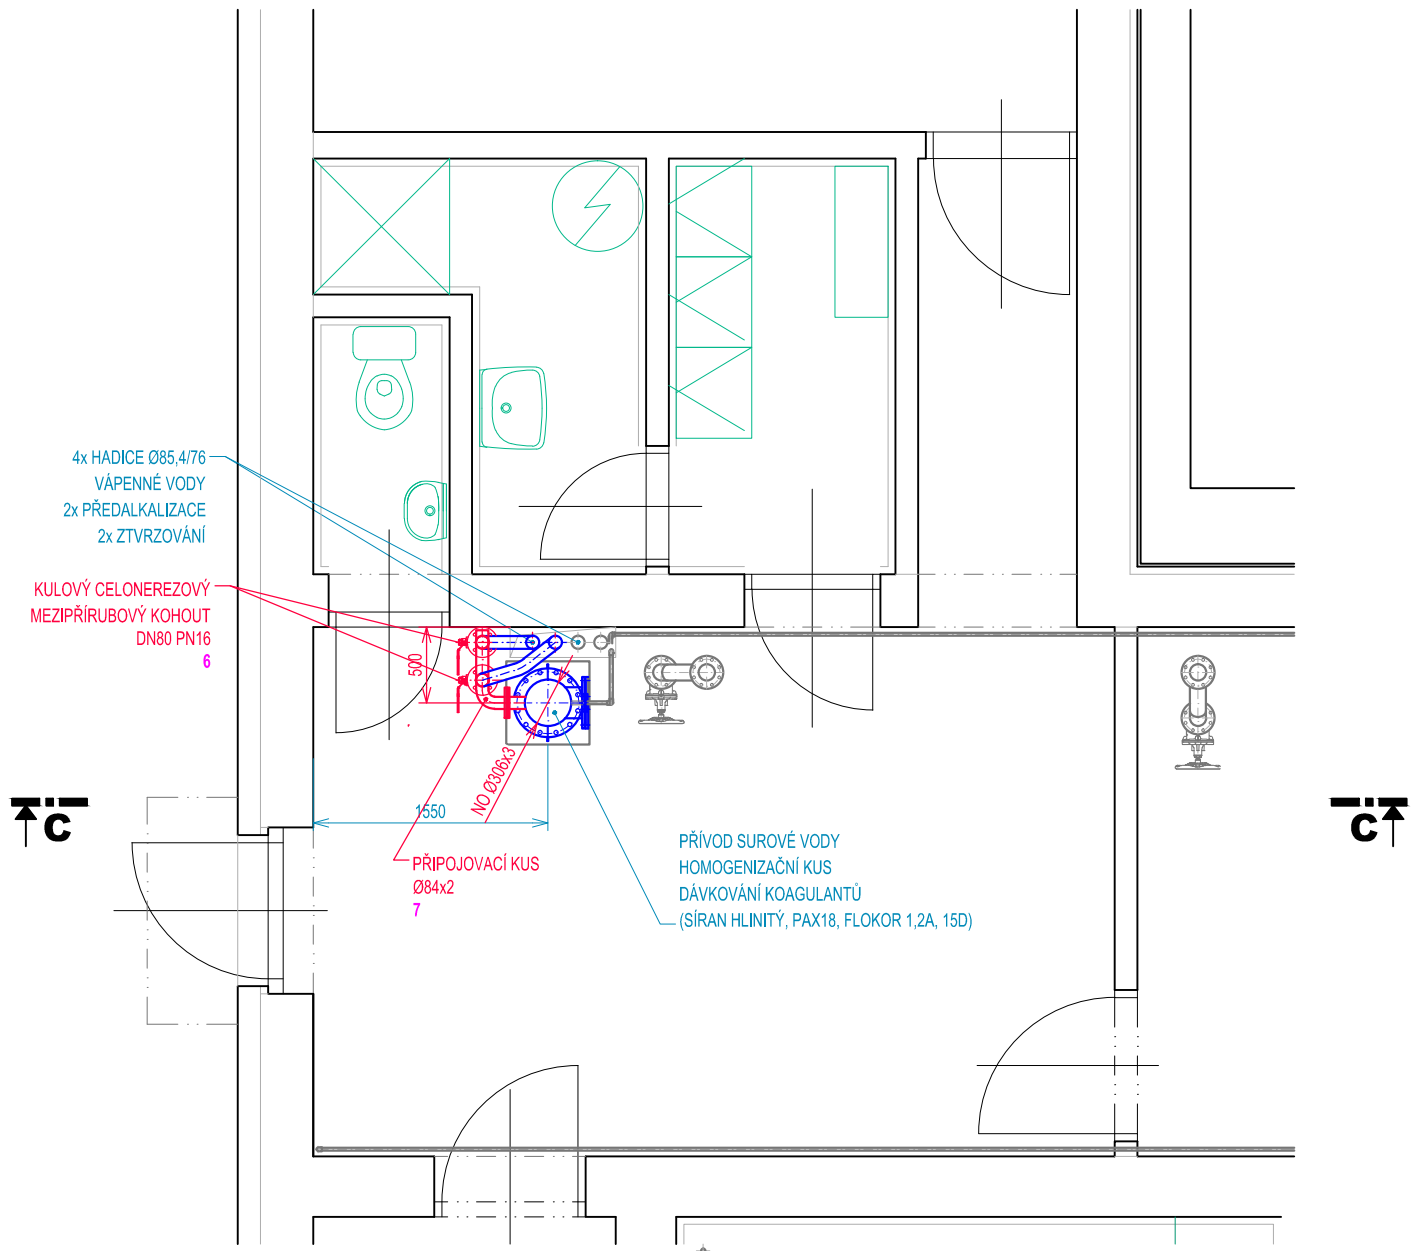 4x HADICE Ø85,4/76
VÁPENNÉ VODY
2x PŘEDALKALIZACE
2x ZTVRZOVÁNÍ
KULOVÝ CELONEREZOVÝ
MEZIPŘÍRUBOVÝ KOHOUT
DN80 PN16
6
500
NO Ø306x3
1550
C
C
PŘIPOJOVACÍ KUS
Ø84x2
7
PŘÍVOD SUROVÉ VODY
HOMOGENIZAČNÍ KUS
DÁVKOVÁNÍ KOAGULANTŮ
(SÍRAN HLINITÝ, PAX18, FLOKOR 1,2A, 15D)